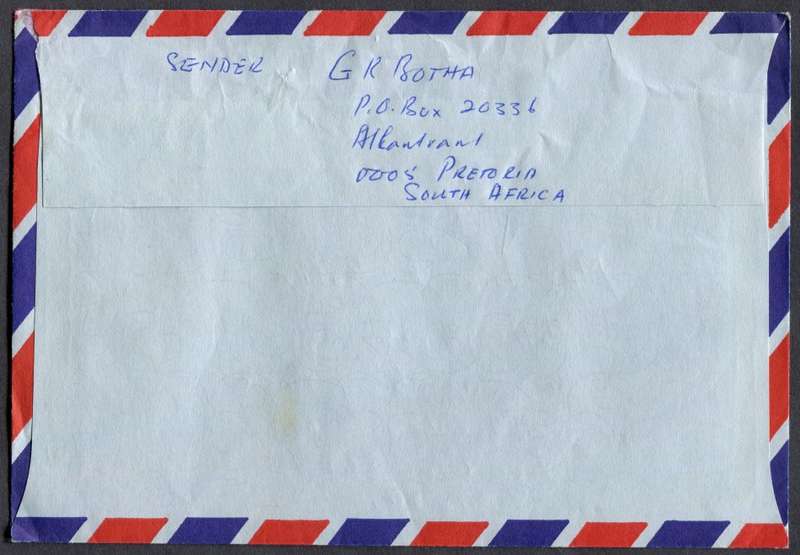 SENDER G R BOTHA
P.O. Box 20336
Alkantrant
0005 PRETORIA
SOUTH AFRICA